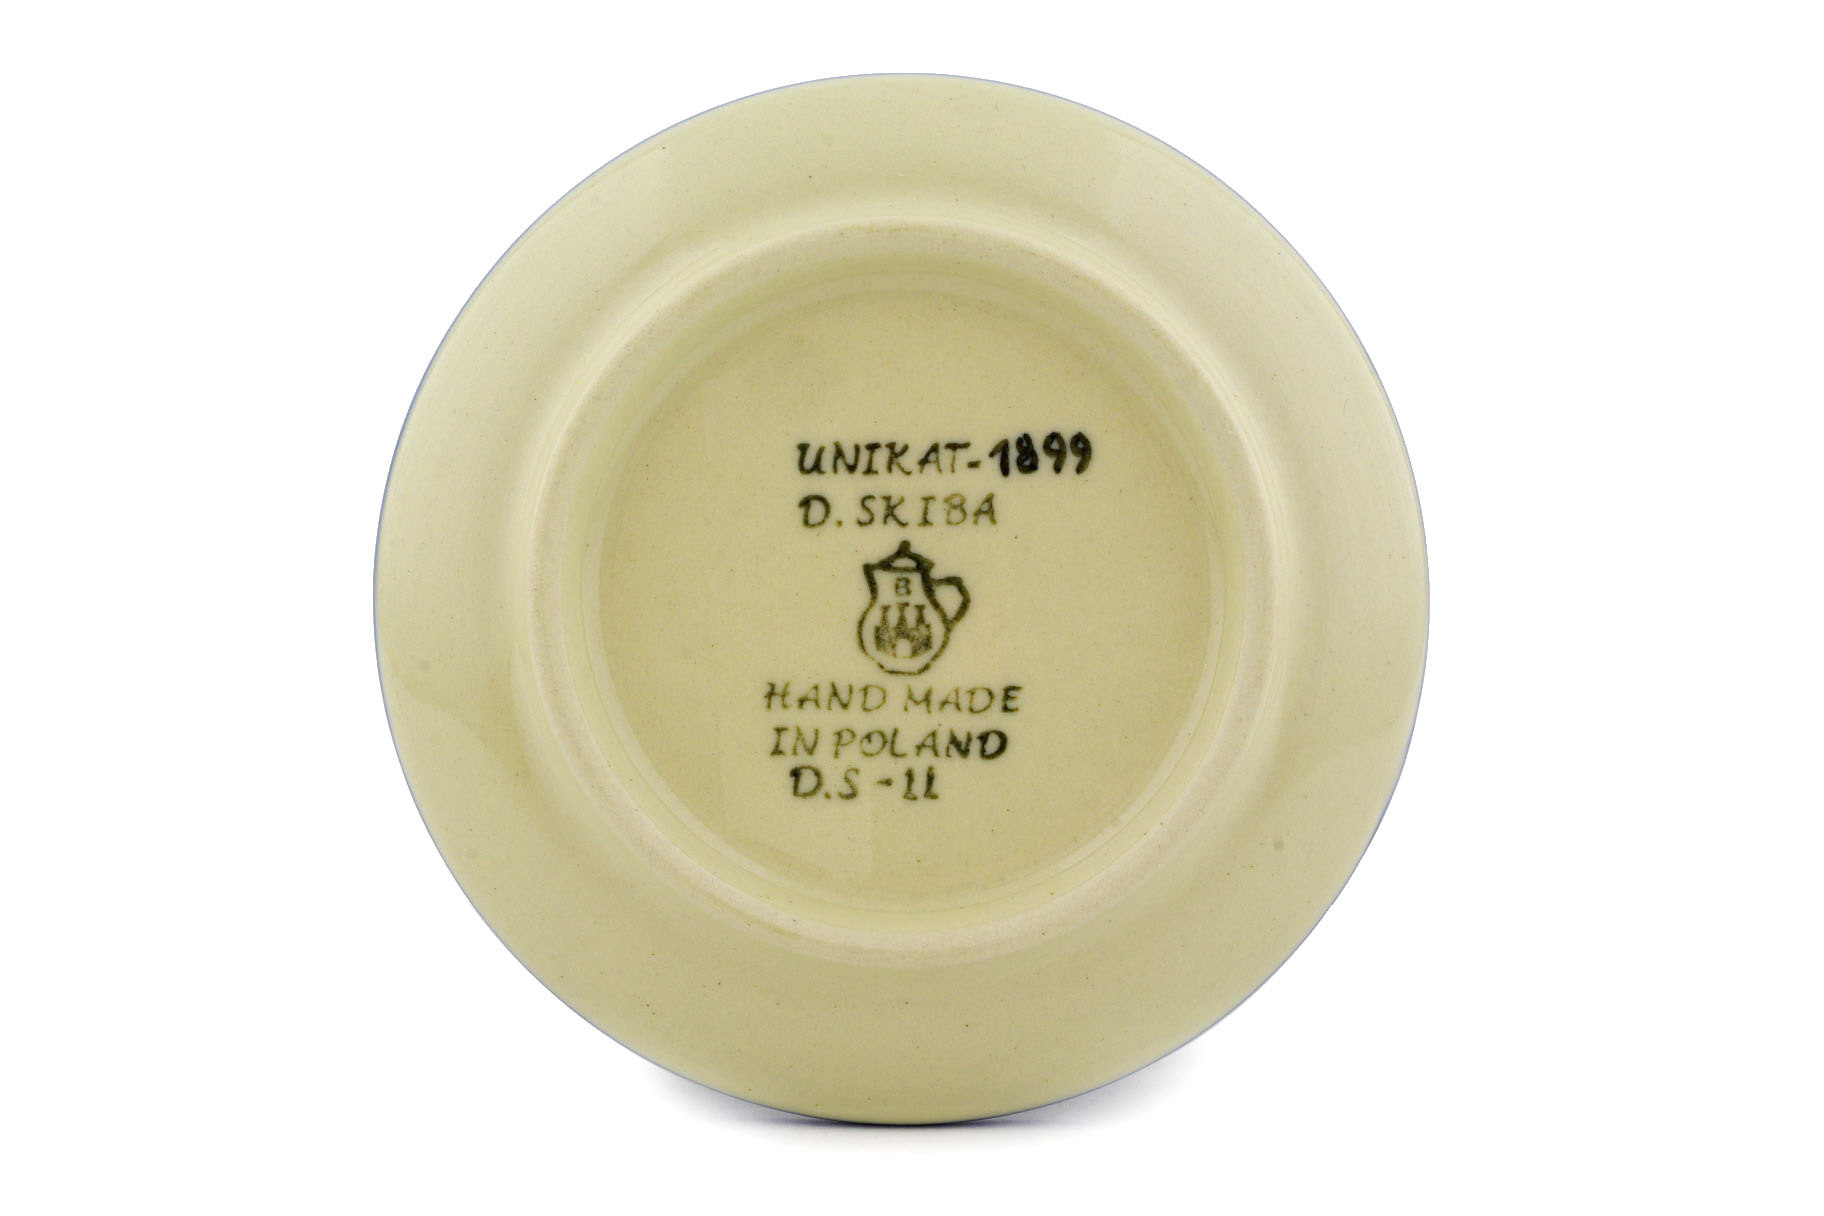 UNIKAT-1899
D. SKIBA
B
HAND MADE
IN POLAND
D.S-11